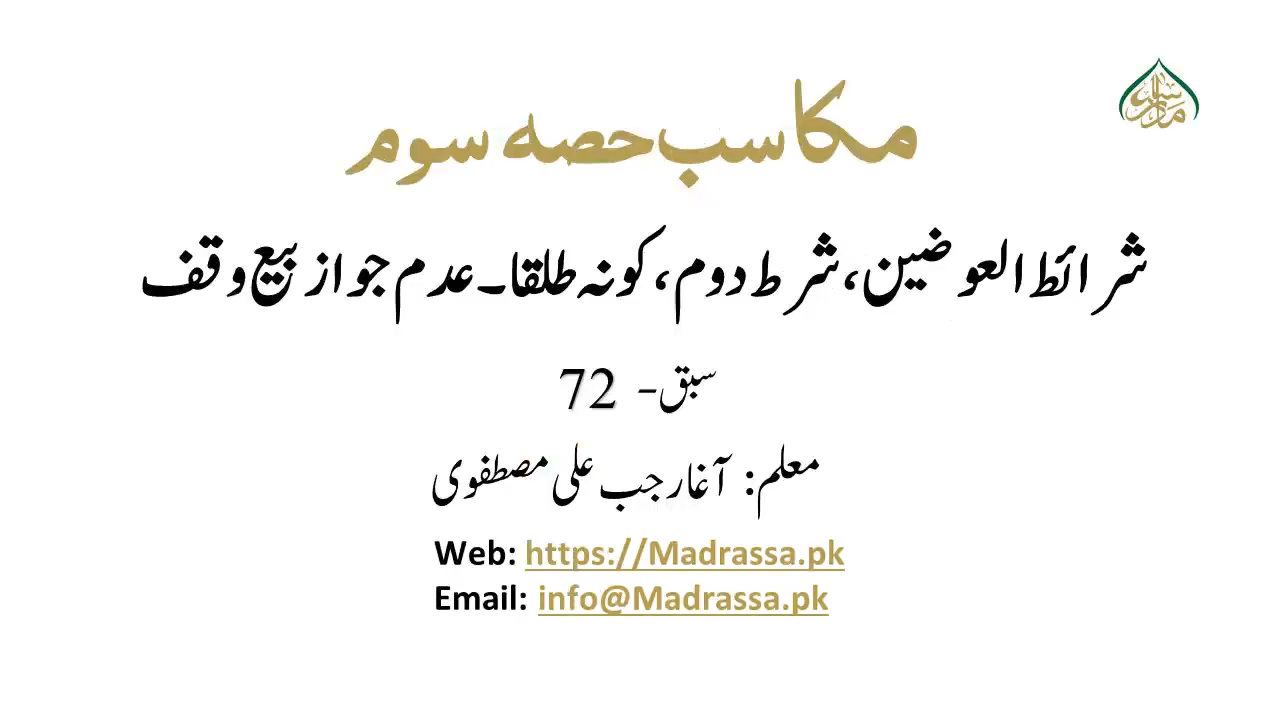 مدرسہ
مکاسب حصہ سوم
شرائط العوضین، شرط دوم، کونہ طلقا۔ عدم جواز بیع وقف
سبق- 72
معلم: آغا رجب علی مصطفوی
Web: https://Madrassa.pk
Email: info@Madrassa.pk